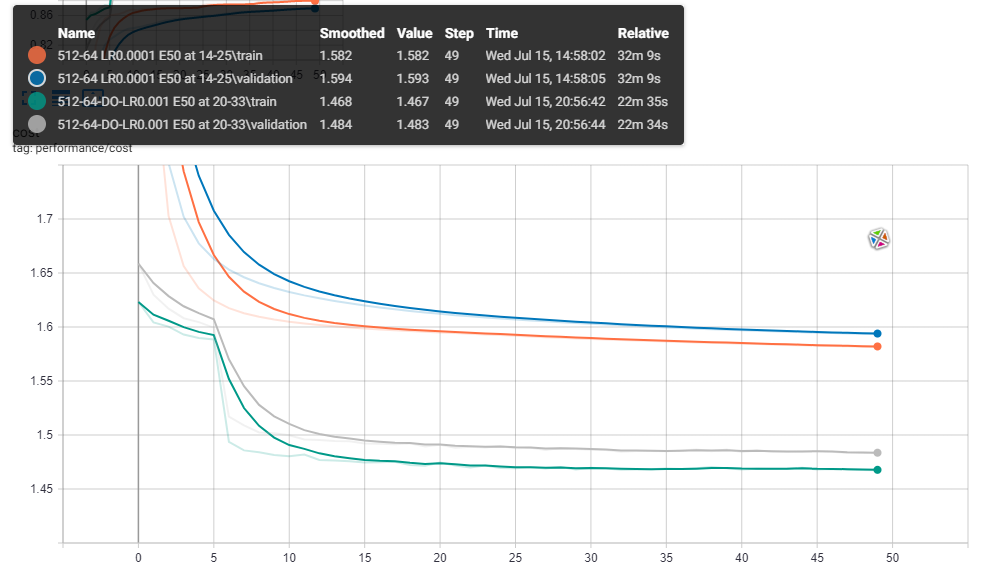 0.86
0.82
Name Smoothed Value Step Time Relative
512-64 LR0.0001 E50 at 14-25\train 1.582 1.582 49 Wed Jul 15, 14:58:02 32m 9s
512-64 LR0.0001 E50 at 14-25\validation 1.594 1.593 49 Wed Jul 15, 14:58:05 32m 9s
512-64-DO-LR0.001 E50 at 20-33\train 1.468 1.467 49 Wed Jul 15, 20:56:42 22m 35s
512-64-DO-LR0.001 E50 at 20-33\validation 1.484 1.483 49 Wed Jul 15, 20:56:44 22m 34s
cost
tag: performance/cost
1.7
1.65
1.6
1.55
1.5
1.45
0 5 10 15 20 25 30 35 40 45 50